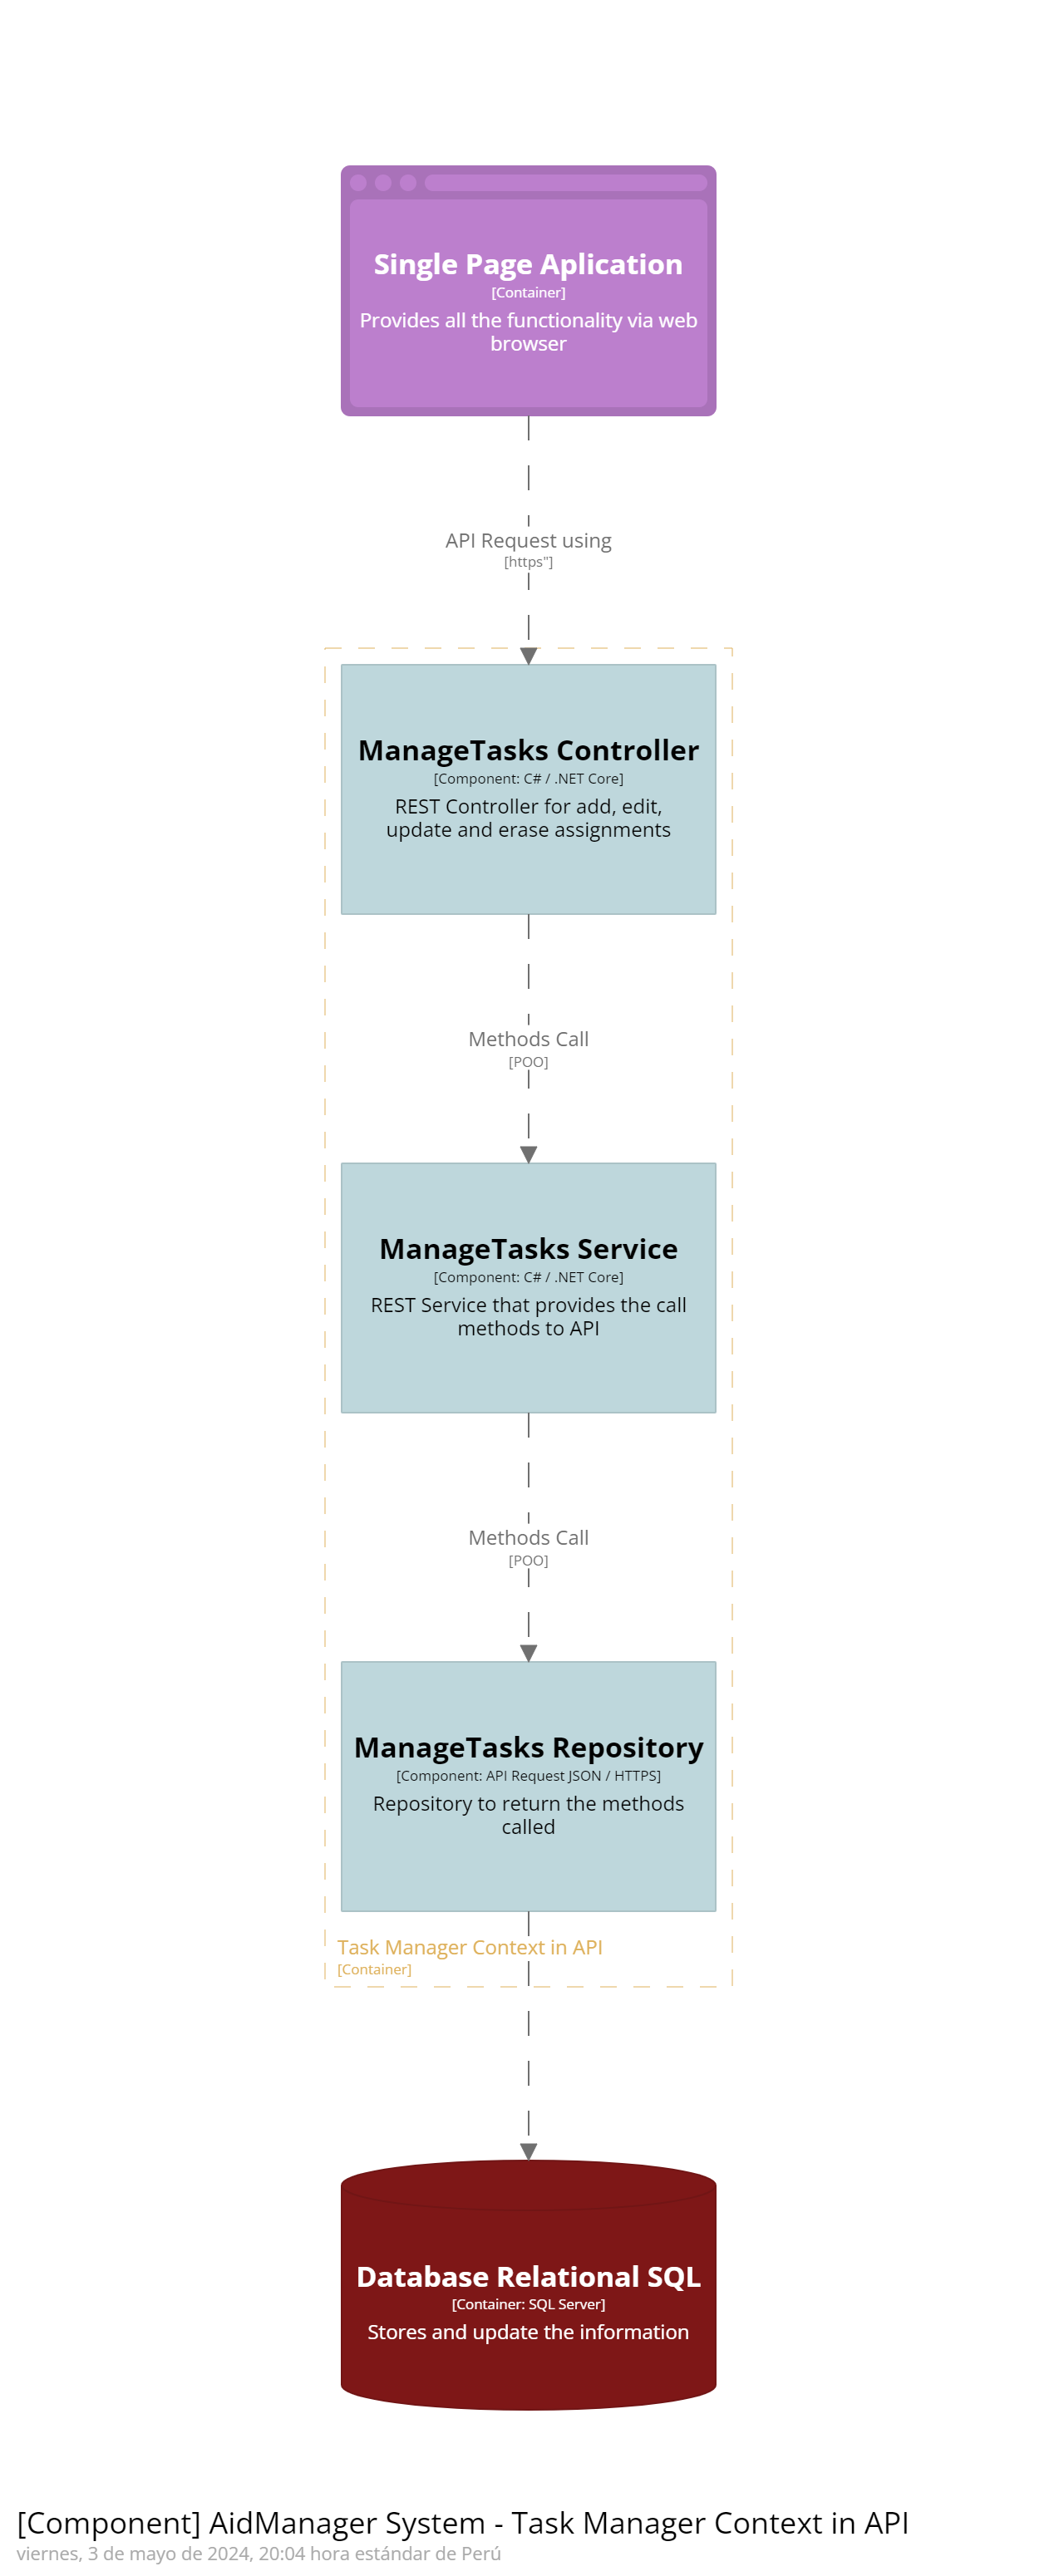 Single Page Aplication
[Container]
Provides all the functionality via web
browser
API Request using
[https"]
ManageTasks Controller
[Component: C# / .NET Core]
REST Controller for add, edit,
update and erase assignments
Methods Call
[POO]
ManageTasks Service
[Component: C# / .NET Core]
REST Service that provides the call
methods to API
Methods Call
[POO]
ManageTasks Repository
[Component: API Request JSON / HTTPS]
Repository to return the methods
called
Task Manager Context in API
[Container]
Database Relational SQL
[Container: SQL Server]
Stores and update the information
[Component] AidManager System - Task Manager Context in API
viernes, 3 de mayo de 2024, 20:04 hora estándar de Perú